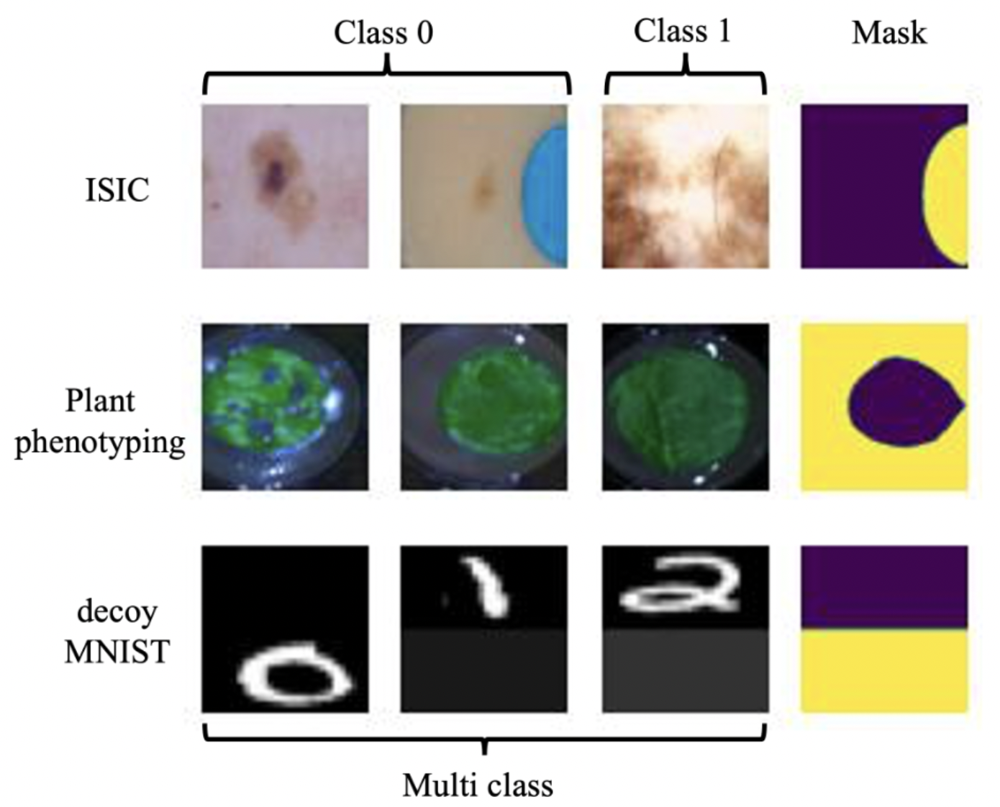 Class 0
Class 1
Mask
ISIC
Plant
phenotyping
decoy
MNIST
Multi class